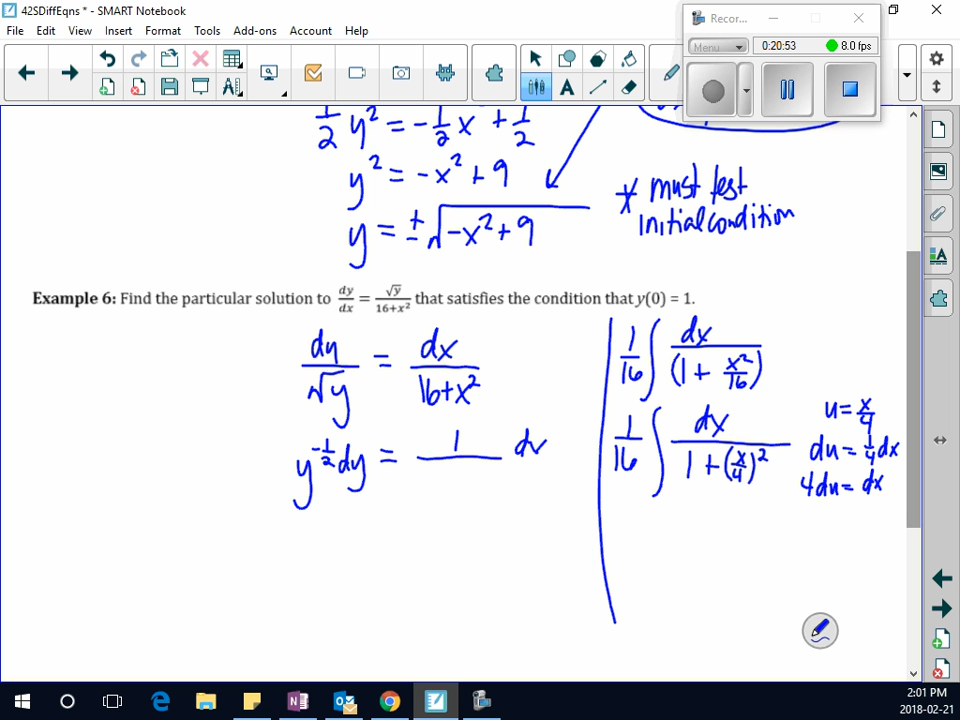 42SDiffEqns * - SMART Notebook
Recor...
File Edit View Insert Format Tools Add-ons Account Help
Menu
0:20:53
8.0 fps
1/2 y² = -1/2 x + 1/2
y² = -x² + 9
y = ±√-x² + 9
* must test
initial condition
Example 6: Find the particular solution to dy/dx = √y/16+x² that satisfies the condition that y(0) = 1.
dy/√y = dx/16+x²
y^-1/2 dy = 1/ dx
1/16 ∫ dx/(1 + x²/16)
1/16 ∫ dx/1 + (x/4)²
u = x/4
du = 1/4 dx
4du = dx
2:01 PM
2018-02-21